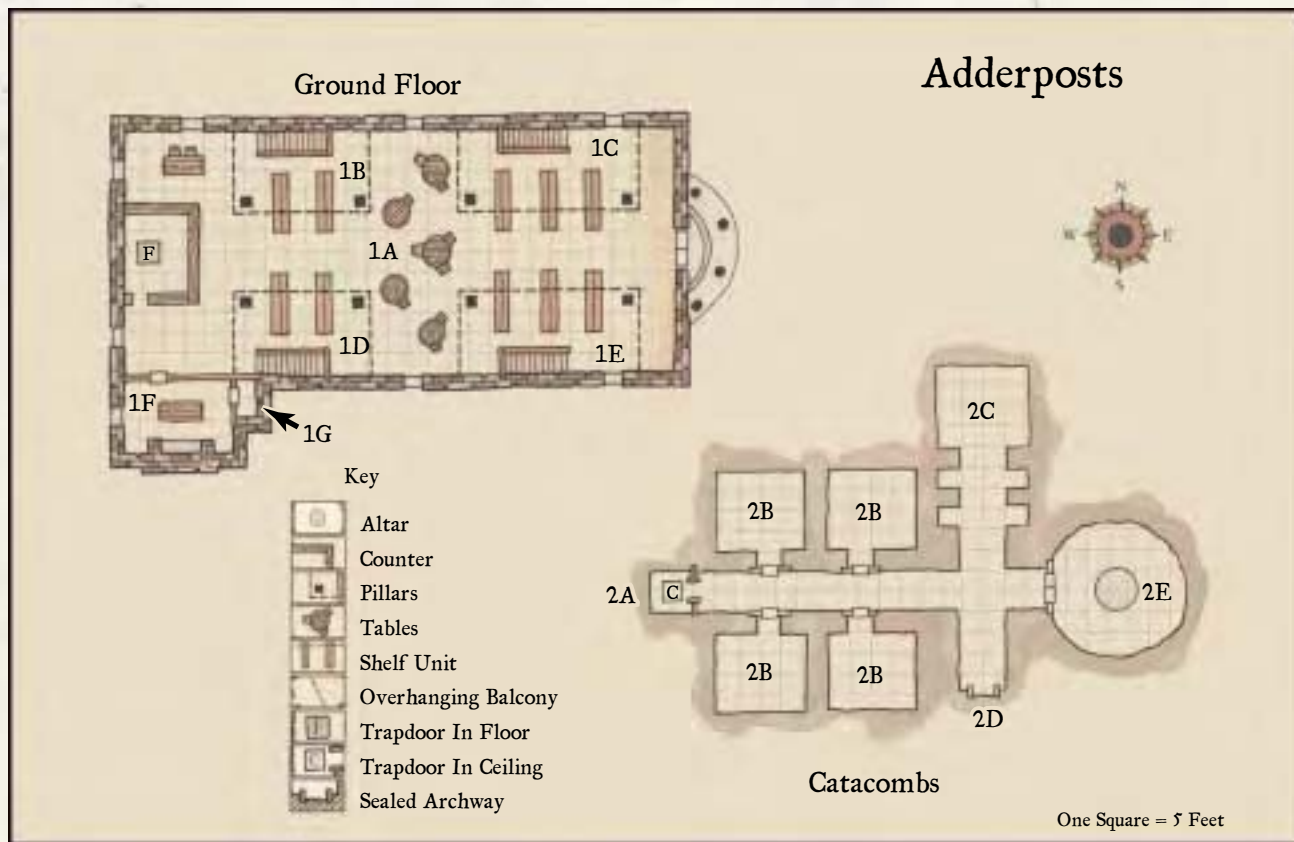 Adderposts
Ground Floor
1B
1C
N
W
E
S
1A
F
1D
1E
1F
1G
2C
Key
Altar
Counter
Pillars
Tables
Shelf Unit
Overhanging Balcony
Trapdoor In Floor
Trapdoor In Ceiling
Sealed Archway
2B
2B
2A
C
2E
2B
2B
2D
Catacombs
One Square = 5 Feet